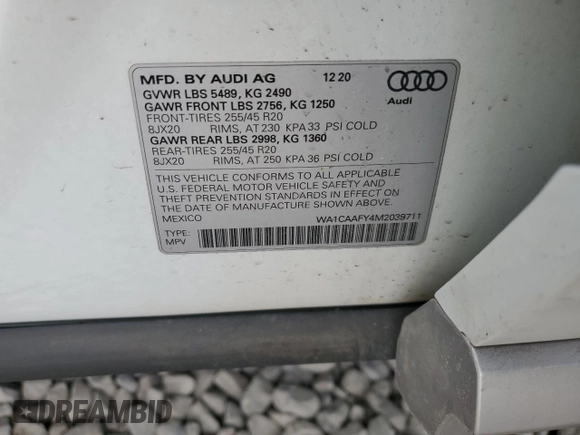 MFD. BY AUDI AG 12 20
GVWR LBS 5489, KG 2490
GAWR FRONT LBS 2756, KG 1250
FRONT-TIRES 255/45 R20
8JX20 RIMS, AT 230 KPA 33 PSI COLD
GAWR REAR LBS 2998, KG 1360
REAR-TIRES 255/45 R20
8JX20 RIMS, AT 250 KPA 36 PSI COLD
Audi
THIS VEHICLE CONFORMS TO ALL APPLICABLE
U.S. FEDERAL MOTOR VEHICLE SAFETY AND
THEFT PREVENTION STANDARDS IN EFFECT ON
THE DATE OF MANUFACTURE SHOWN ABOVE.
MEXICO WA1CAAFY4M2039711
TYPE:
MPV
DREAMBID